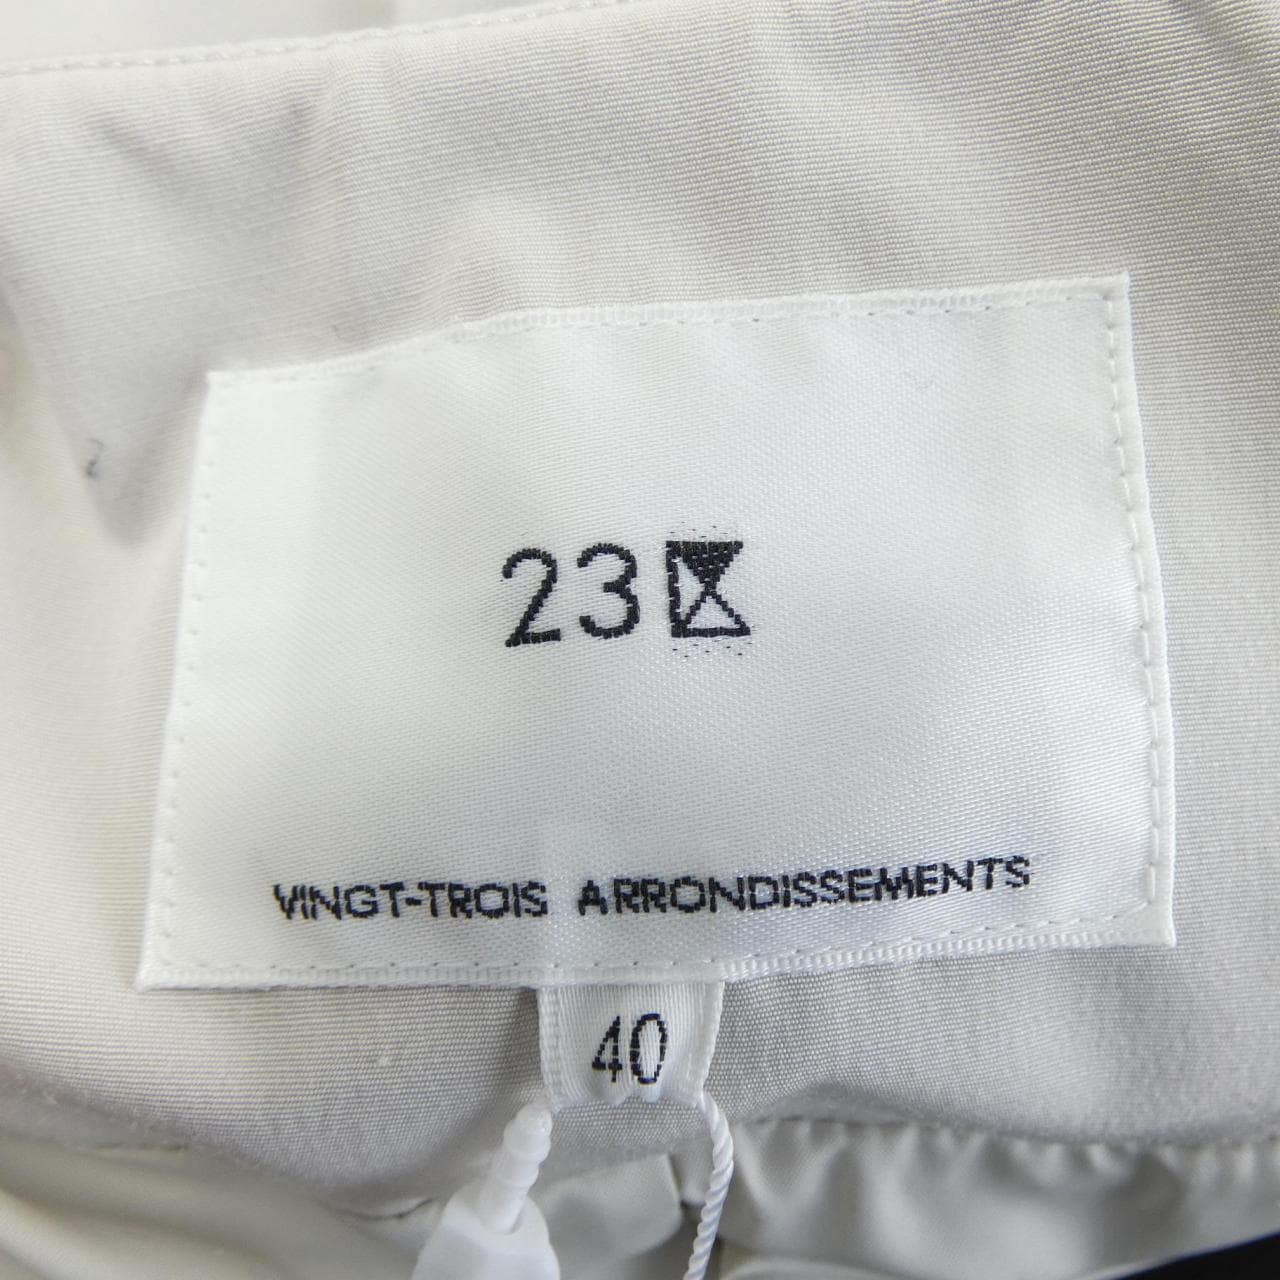 23区
VINGT-TROIS ARRONDISSEMENTS
40